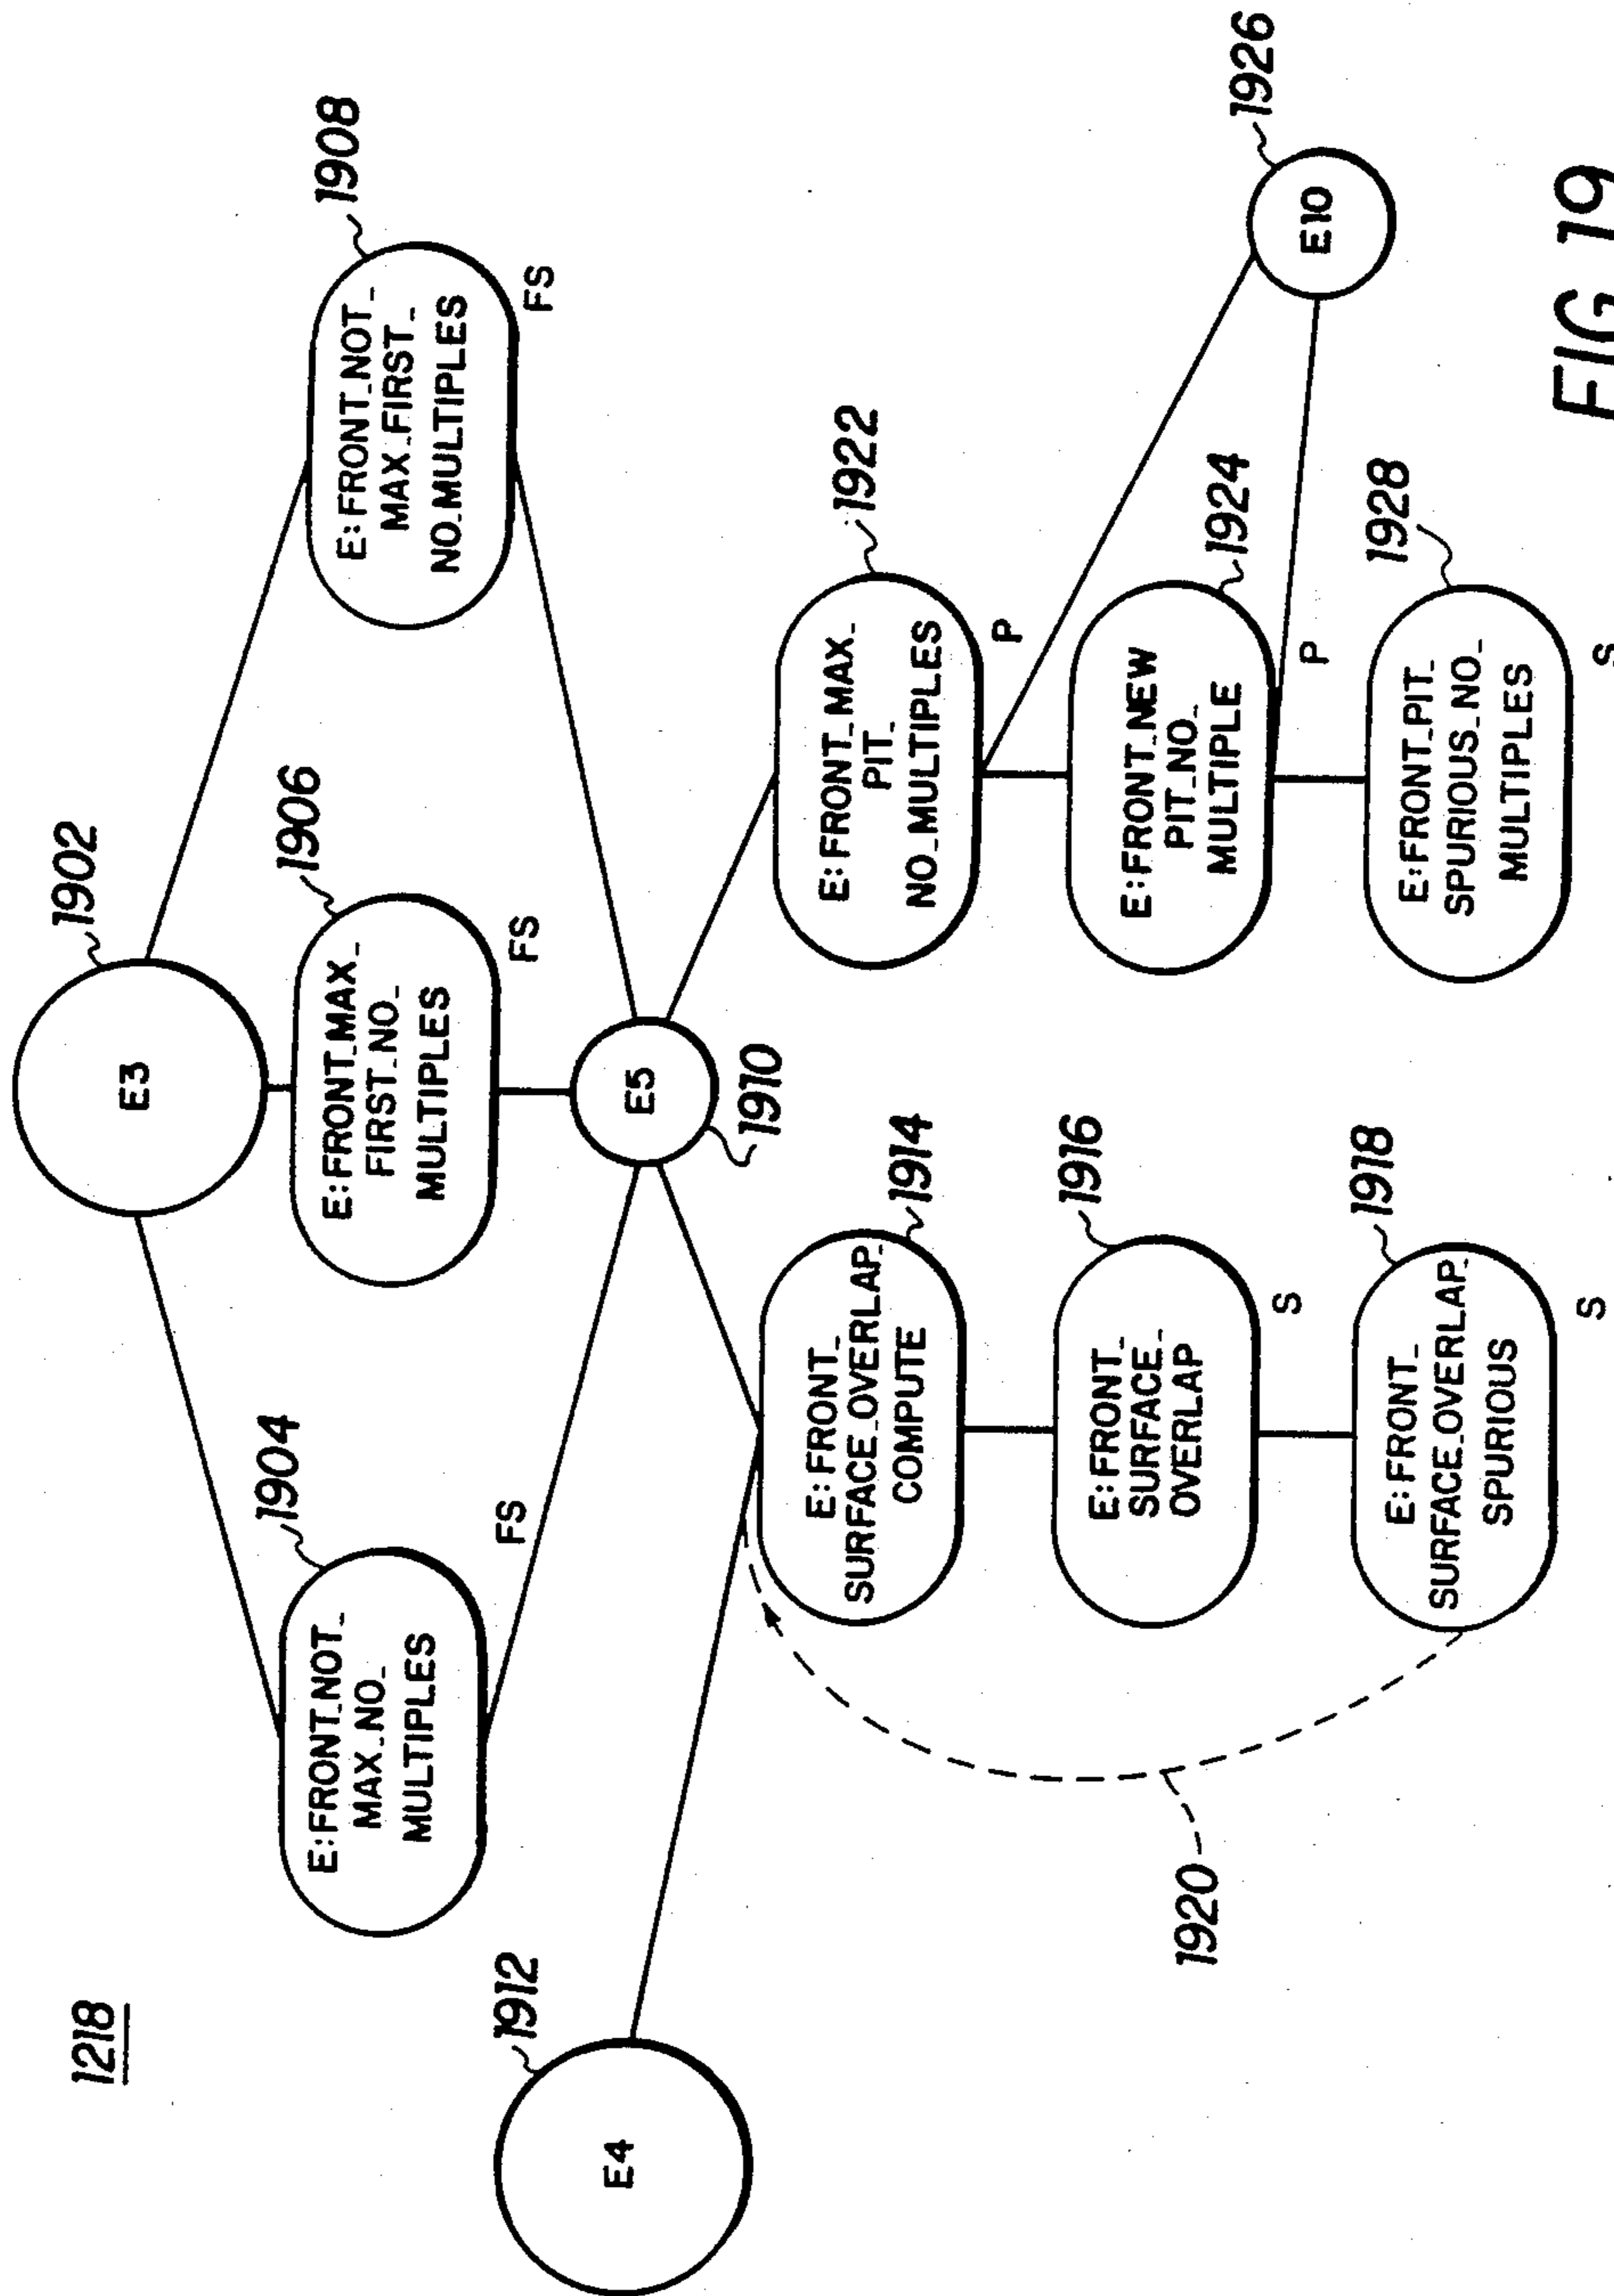 1218
1902
E3
1904
E:FRONT_NOT_
MAX_NO_
MULTIPLES
FS
1906
E:FRONT_MAX_
FIRST_NO_
MULTIPLES
FS
1908
E:FRONT_NOT_
MAX_FIRST_
NO_MULTIPLES
FS
1912
E4
E5
1910
1914
E:FRONT_
SURFACE_OVERLAP_
COMPUTE
1916
E:FRONT_
SURFACE_
OVERLAP
S
1918
E:FRONT_
SURFACE_OVERLAP_
SPURIOUS
S
1920
1922
E:FRONT_MAX_
PIT_
NO_MULTIPLES
P
1924
E:FRONT_NEW
PIT_NO_
MULTIPLE
P
1926
E10
1928
E:FRONT_PIT_
SPURIOUS_NO_
MULTIPLES
S
FIG 19